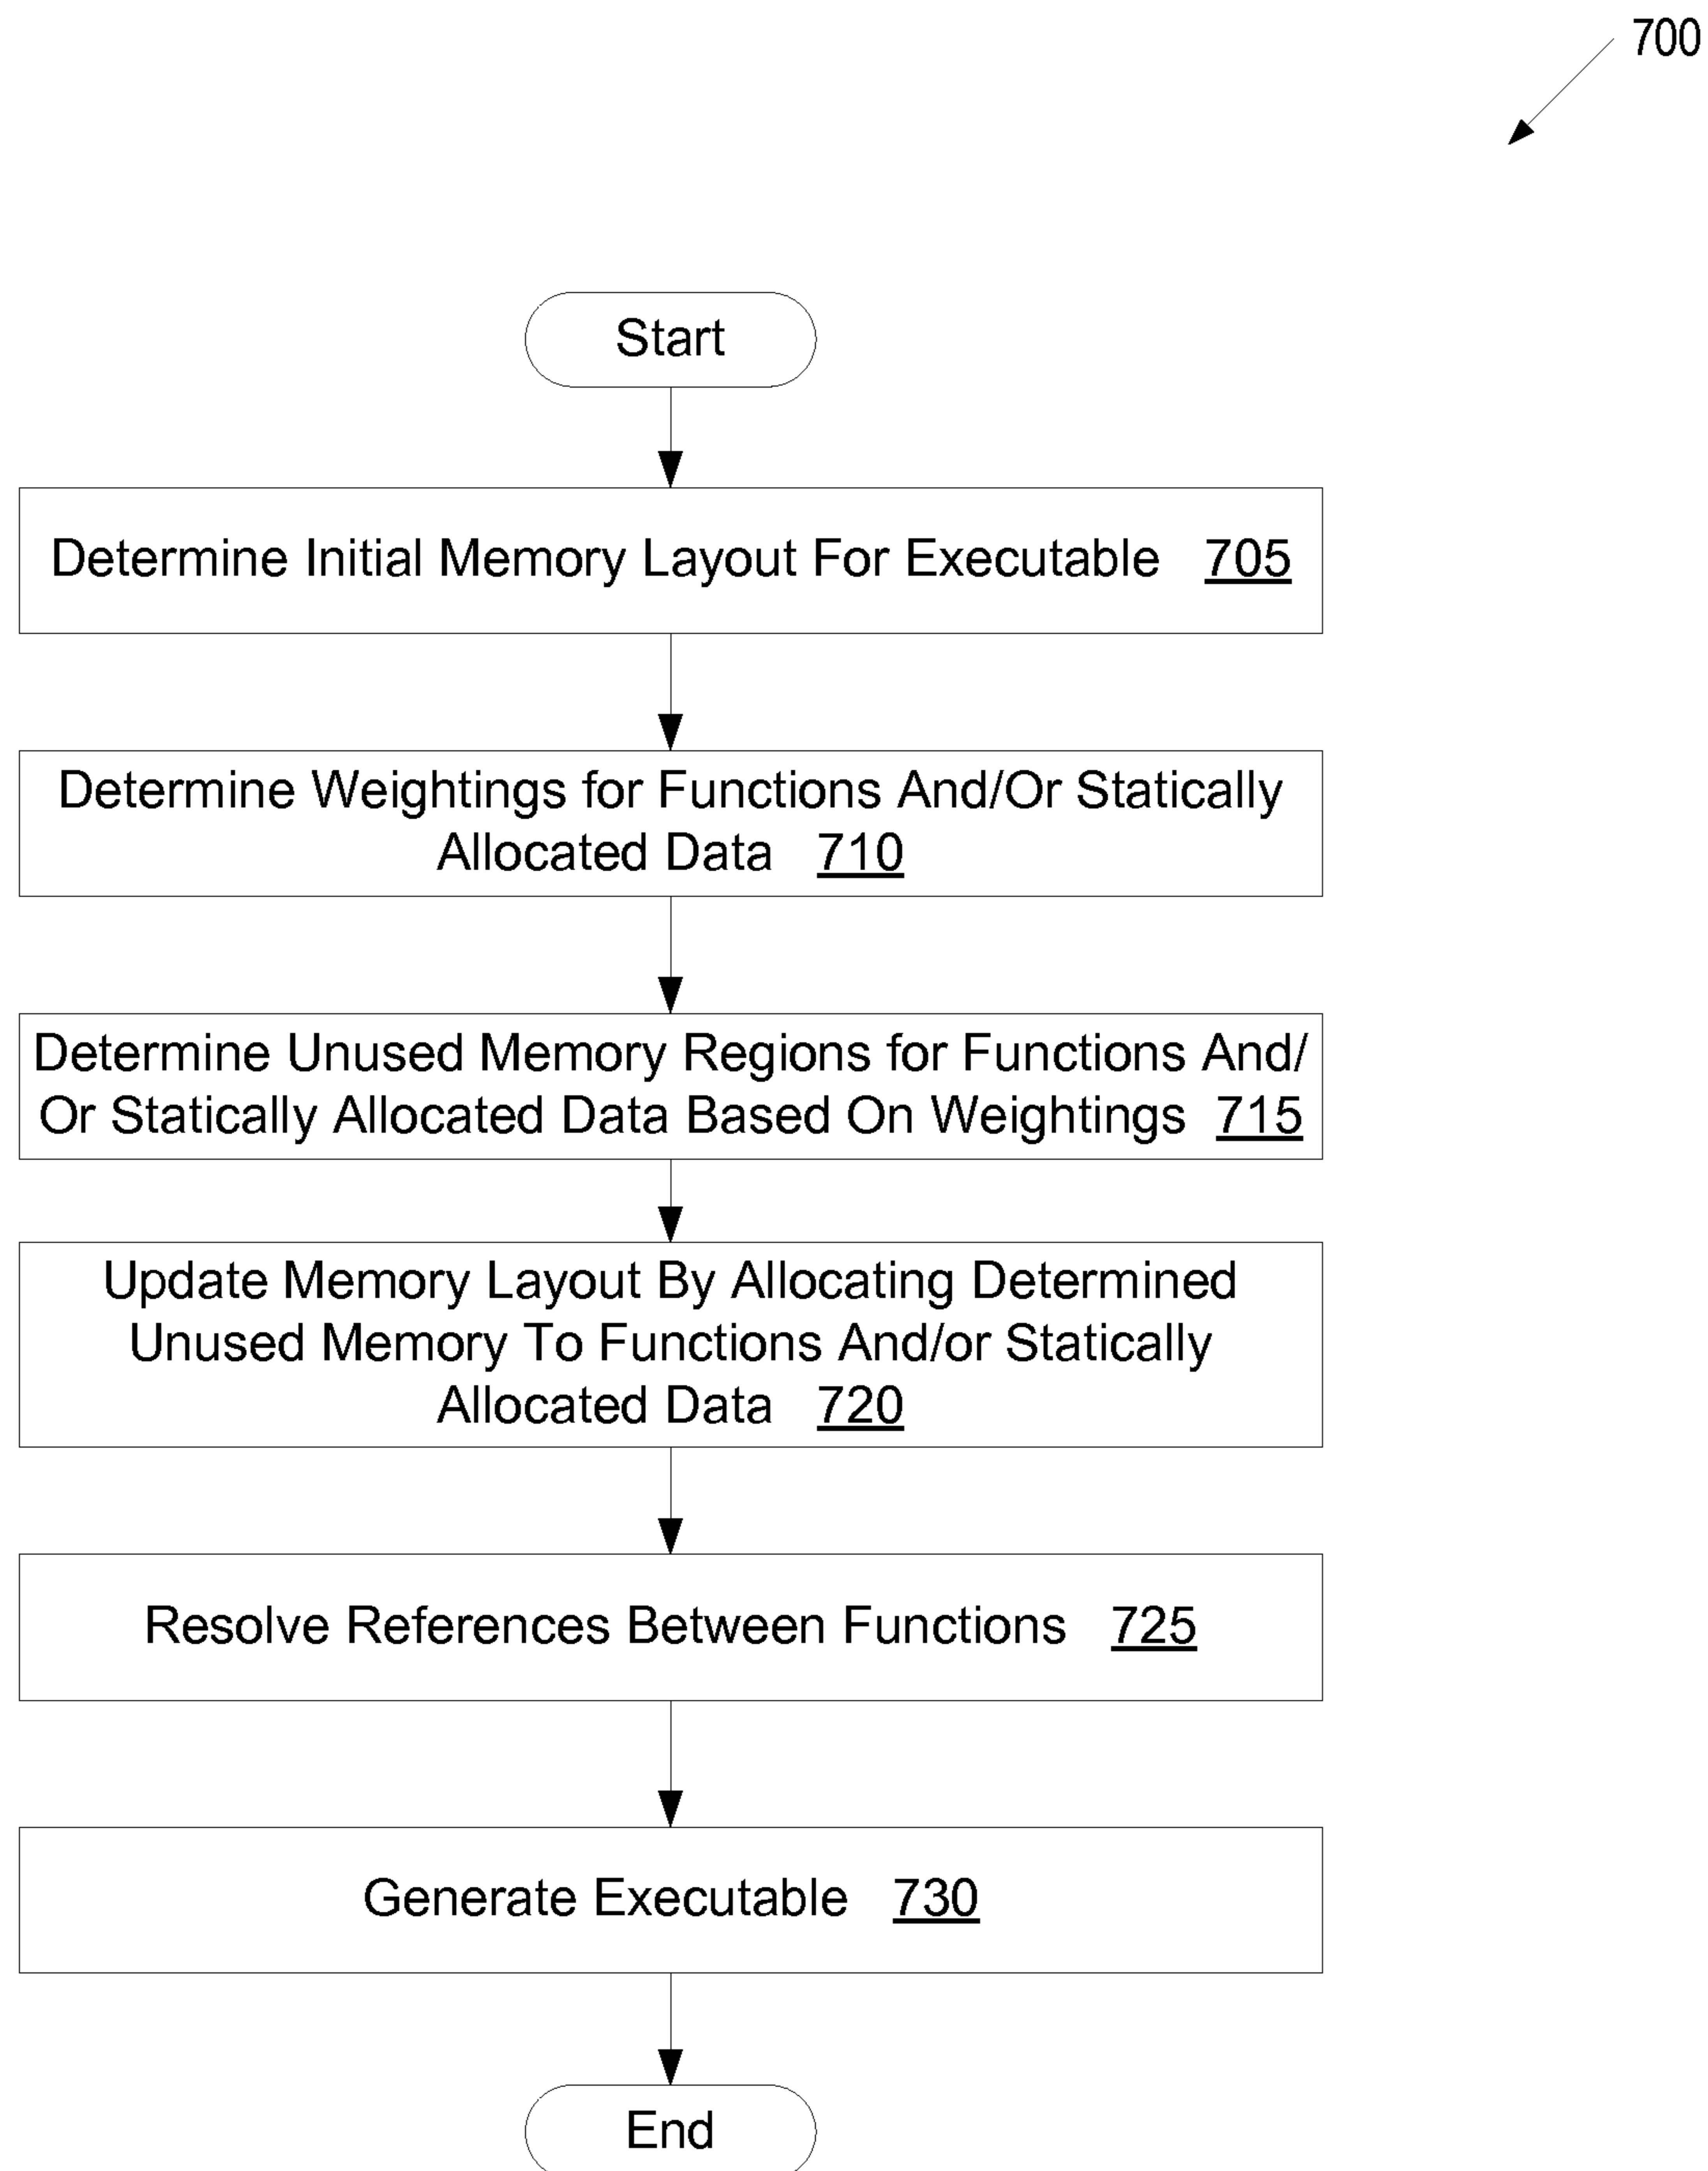 700
Start
Determine Initial Memory Layout For Executable 705
Determine Weightings for Functions And/Or Statically
Allocated Data 710
Determine Unused Memory Regions for Functions And/
Or Statically Allocated Data Based On Weightings 715
Update Memory Layout By Allocating Determined
Unused Memory To Functions And/or Statically
Allocated Data 720
Resolve References Between Functions 725
Generate Executable 730
End